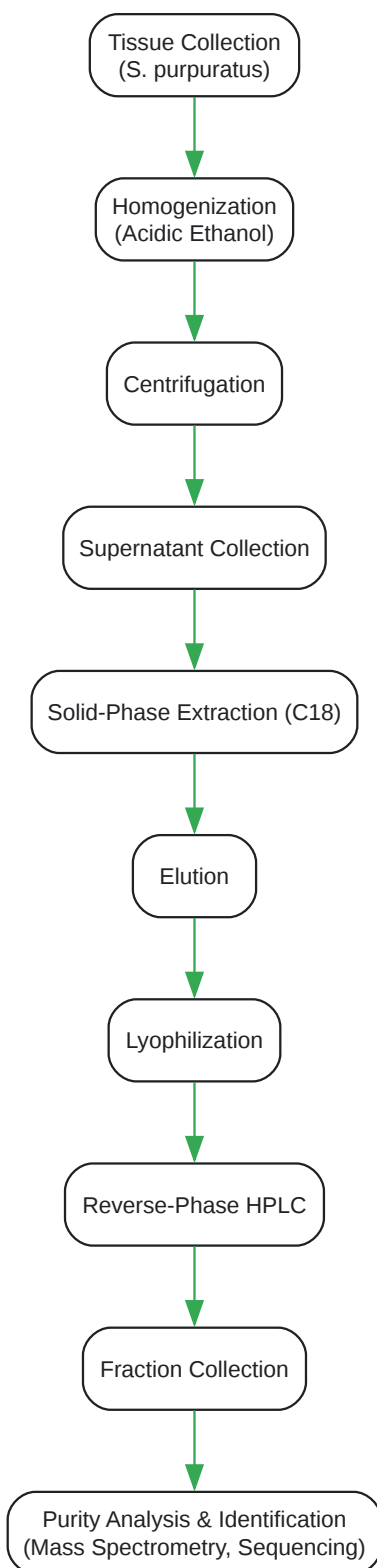 Tissue Collection
(S. purpuratus)
Homogenization
(Acidic Ethanol)
Centrifugation
Supernatant Collection
Solid-Phase Extraction (C18)
Elution
Lyophilization
Reverse-Phase HPLC
Fraction Collection
Purity Analysis & Identification
(Mass Spectrometry, Sequencing)